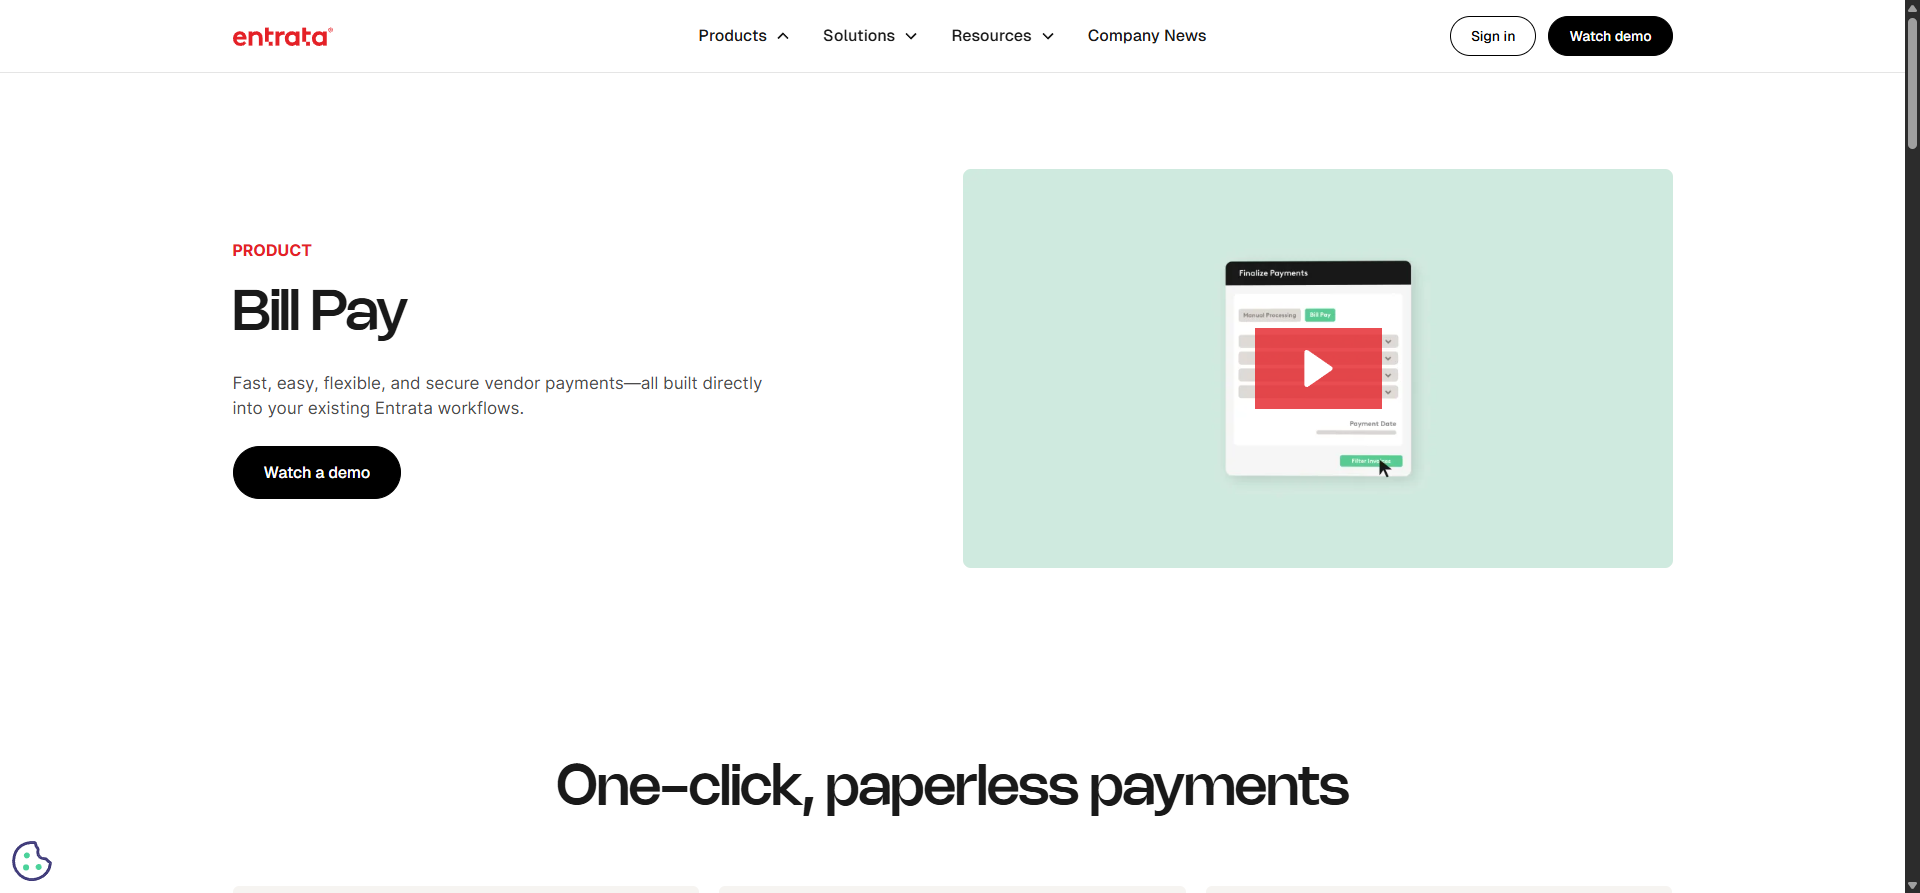 entrata®
Products
Solutions
Resources
Company News
Sign in
Watch demo
PRODUCT
Bill Pay
Fast, easy, flexible, and secure vendor payments—all built directly
into your existing Entrata workflows.
Watch a demo
Finalize Payments
Manual Processing
Bill Pay
Payment Date
Filter
One-click, paperless payments